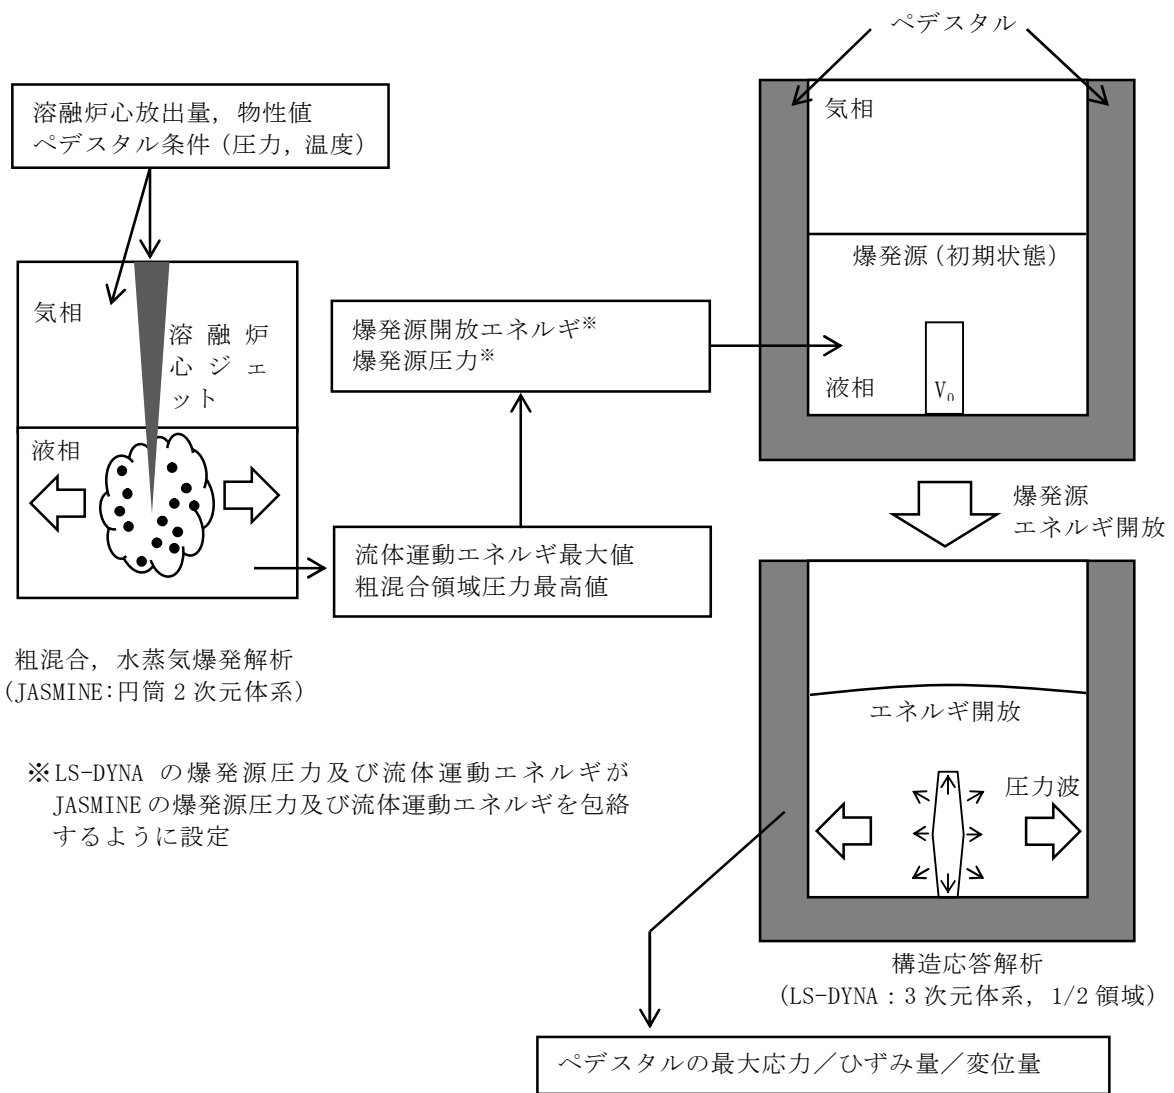 ペデスタル
溶融炉心放出量，物性値
ペデスタル条件（圧力，温度）
気相
溶融炉
心ジェ
ット
液相
粗混合，水蒸気爆発解析
（JASMINE：円筒 2 次元体系）
流体運動エネルギ最大値
粗混合領域圧力最高値
爆発源開放エネルギ※
爆発源圧力※
気相
爆発源（初期状態）
液相
V₀
爆発源
エネルギ開放
エネルギ開放
圧力波
構造応答解析
（LS-DYNA：3 次元体系，1/2 領域）
※LS-DYNA の爆発源圧力及び流体運動エネルギが
JASMINE の爆発源圧力及び流体運動エネルギを包絡
するように設定
ペデスタルの最大応力／ひずみ量／変位量